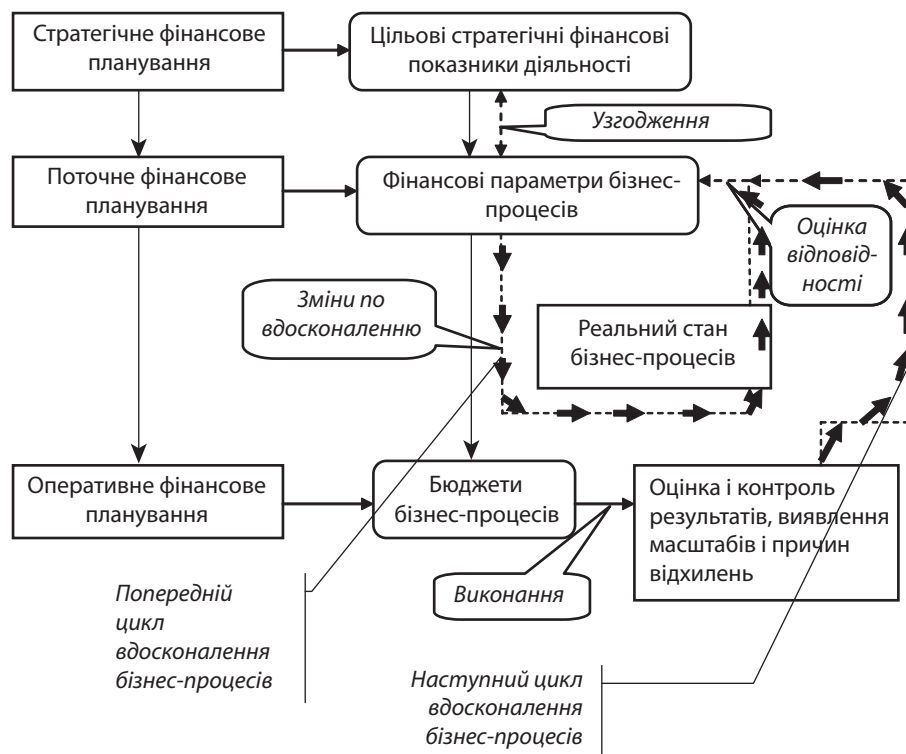 Стратегічне фінансове
планування
Цільові стратегічні фінансові
показники діяльності
Узгодження
Поточне фінансове
планування
Фінансові параметри бізнес-
процесів
Оцінка
відповід-
ності
Зміни по
вдосконаленню
Реальний стан
бізнес-процесів
Оперативне фінансове
планування
Бюджети
бізнес-процесів
Оцінка і контроль
результатів, виявлення
масштабів і причин
відхилень
Виконання
Попередній
цикл
вдосконалення
бізнес-процесів
Наступний цикл
вдосконалення
бізнес-процесів